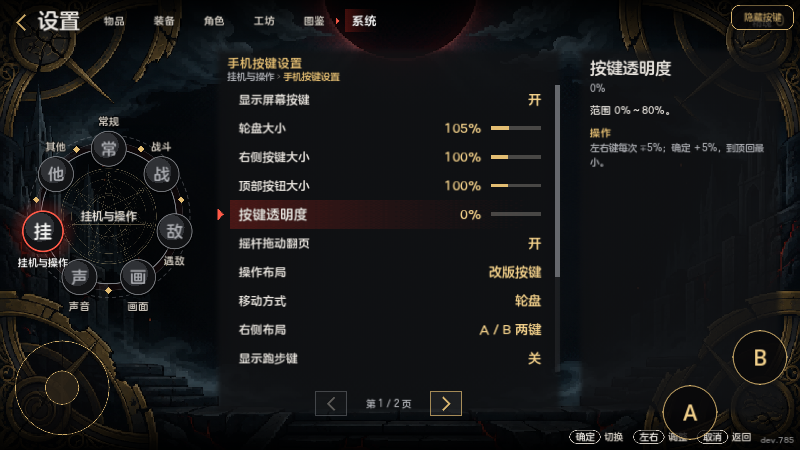 设置
物品
装备
角色
工坊
图鉴
系统
隐藏按键
手机按键设置
挂机与操作 › 手机按键设置
显示屏幕按键 开
轮盘大小 105%
右侧按键大小 100%
顶部按钮大小 100%
按键透明度 0%
摇杆拖动翻页 开
操作布局 改版按键
移动方式 轮盘
右侧布局 A / B 两键
显示跑步键 关
第 1 / 2 页
按键透明度
0%
范围 0% ~ 80%。
操作
左右键每次 ∓5%；确定 +5%，到顶回最
小。
常规
常
其他
他
战斗
战
挂机与操作
挂
挂机与操作
敌
遇敌
声
声音
画
画面
B
A
确定 切换 左右 调整 取消 返回
dev.785